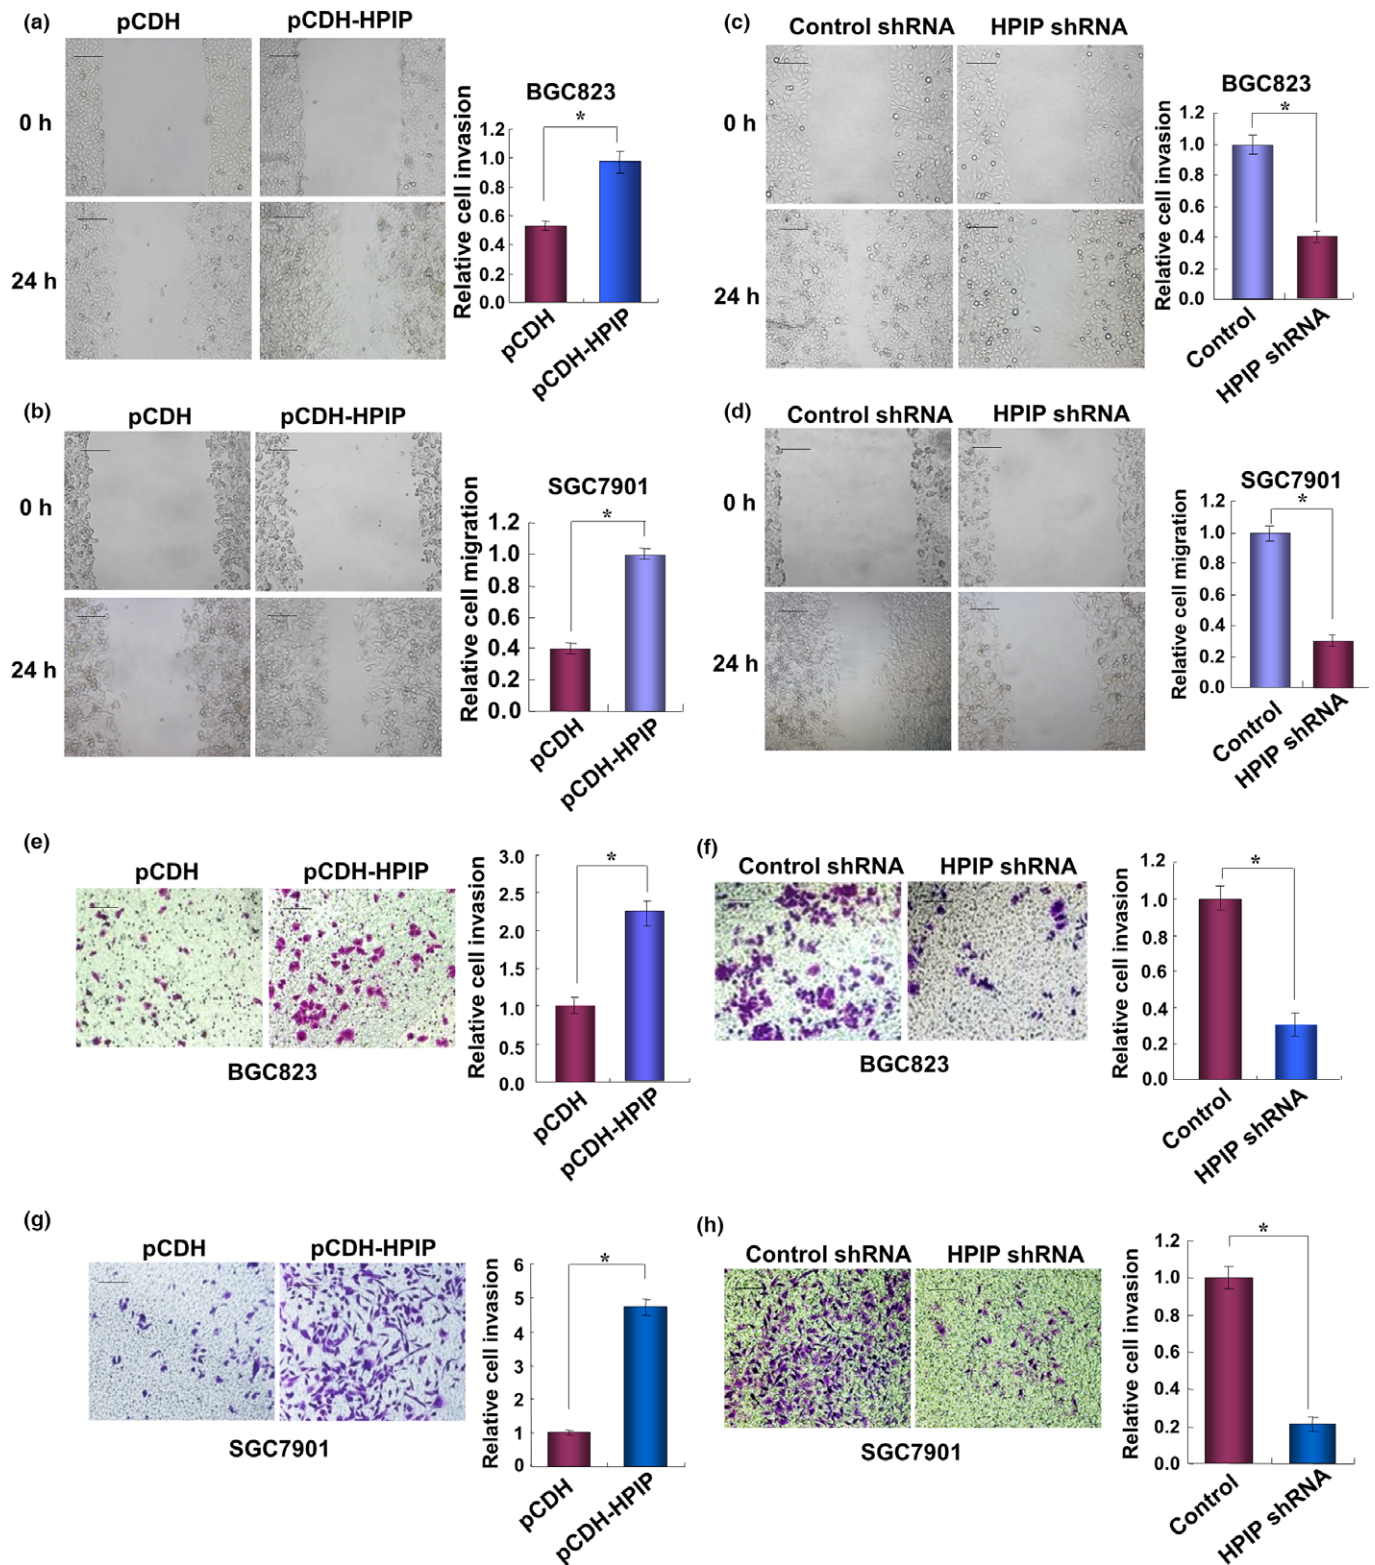 (a)
pCDH
pCDH-HPIP
0 h
24 h
BGC823
*
Relative cell invasion
1.2
1.0
0.8
0.6
0.4
0.2
0.0
pCDH
pCDH-HPIP
(c)
Control shRNA
HPIP shRNA
0 h
24 h
BGC823
*
Relative cell invasion
1.2
1.0
0.8
0.6
0.4
0.2
0.0
Control
HPIP shRNA
(b)
pCDH
pCDH-HPIP
0 h
24 h
SGC7901
*
Relative cell migration
1.2
1.0
0.8
0.6
0.4
0.2
0.0
pCDH
pCDH-HPIP
(d)
Control shRNA
HPIP shRNA
0 h
24 h
SGC7901
*
Relative cell migration
1.2
1.0
0.8
0.6
0.4
0.2
0.0
Control
HPIP shRNA
(e)
pCDH
pCDH-HPIP
BGC823
*
Relative cell invasion
3.0
2.5
2.0
1.5
1.0
0.5
0.0
pCDH
pCDH-HPIP
(f)
Control shRNA
HPIP shRNA
BGC823
*
Relative cell invasion
1.2
1.0
0.8
0.6
0.4
0.2
0.0
Control
HPIP shRNA
(g)
pCDH
pCDH-HPIP
SGC7901
*
Relative cell invasion
6
5
4
3
2
1
0
pCDH
pCDH-HPIP
(h)
Control shRNA
HPIP shRNA
SGC7901
*
Relative cell invasion
1.2
1.0
0.8
0.6
0.4
0.2
0.0
Control
HPIP shRNA